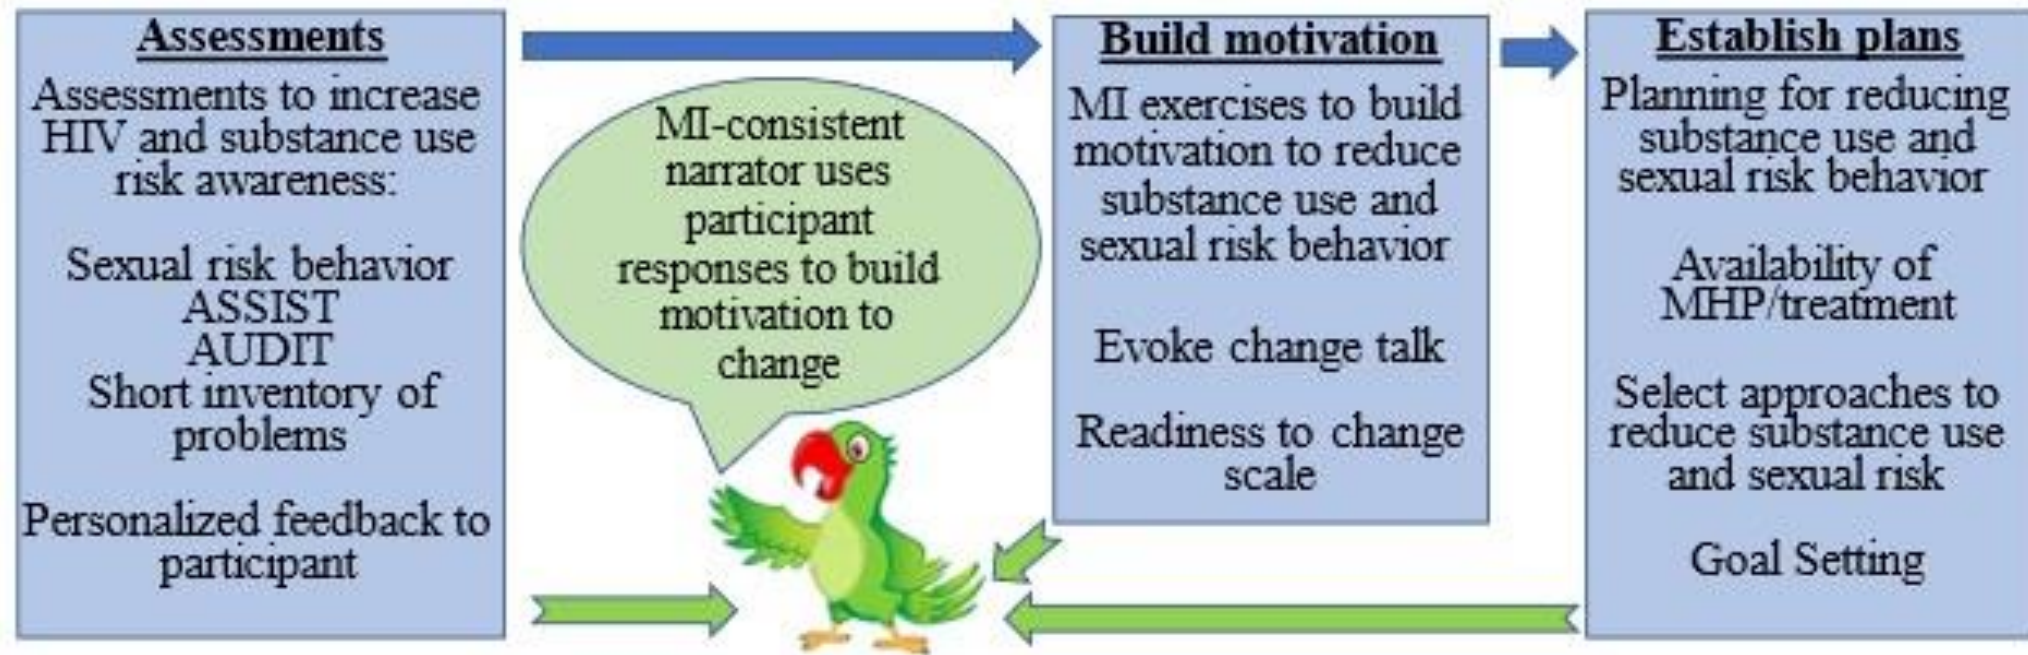 Assessments
Assessments to increase
HIV and substance use
risk awareness:
Sexual risk behavior
ASSIST
AUDIT
Short inventory of
problems
Personalized feedback to
participant
MI-consistent
narrator uses
participant
responses to build
motivation to
change
Build motivation
MI exercises to build
motivation to reduce
substance use and
sexual risk behavior
Evoke change talk
Readiness to change
scale
Establish plans
Planning for reducing
substance use and
sexual risk behavior
Availability of
MHP/treatment
Select approaches to
reduce substance use
and sexual risk
Goal Setting